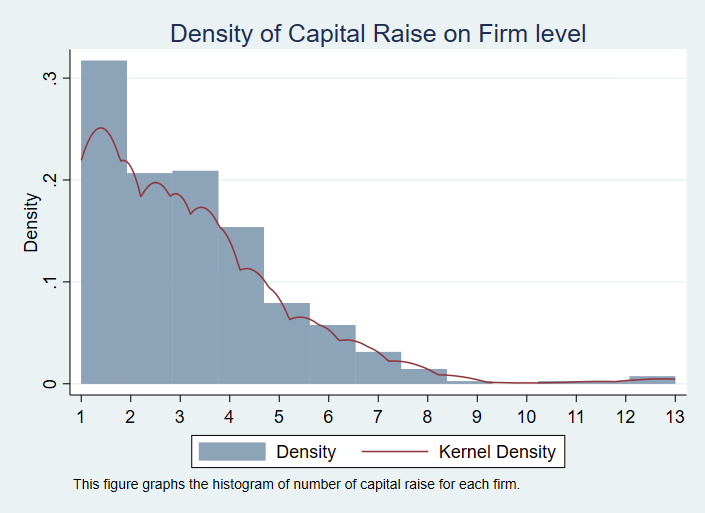 Density of Capital Raise on Firm level
Density
.3
.2
.1
0
1 2 3 4 5 6 7 8 9 10 11 12 13
Density Kernel Density
This figure graphs the histogram of number of capital raise for each firm.